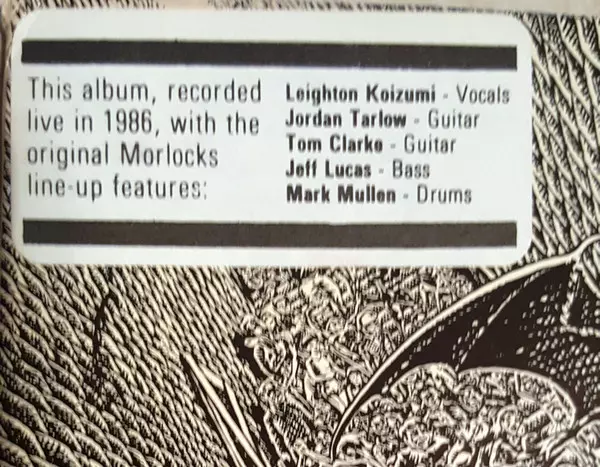 This album, recorded
live in 1986, with the
original Morlocks
line-up features:
Leighton Koizumi - Vocals
Jordan Tarlow - Guitar
Tom Clarke - Guitar
Jeff Lucas - Bass
Mark Mullen - Drums